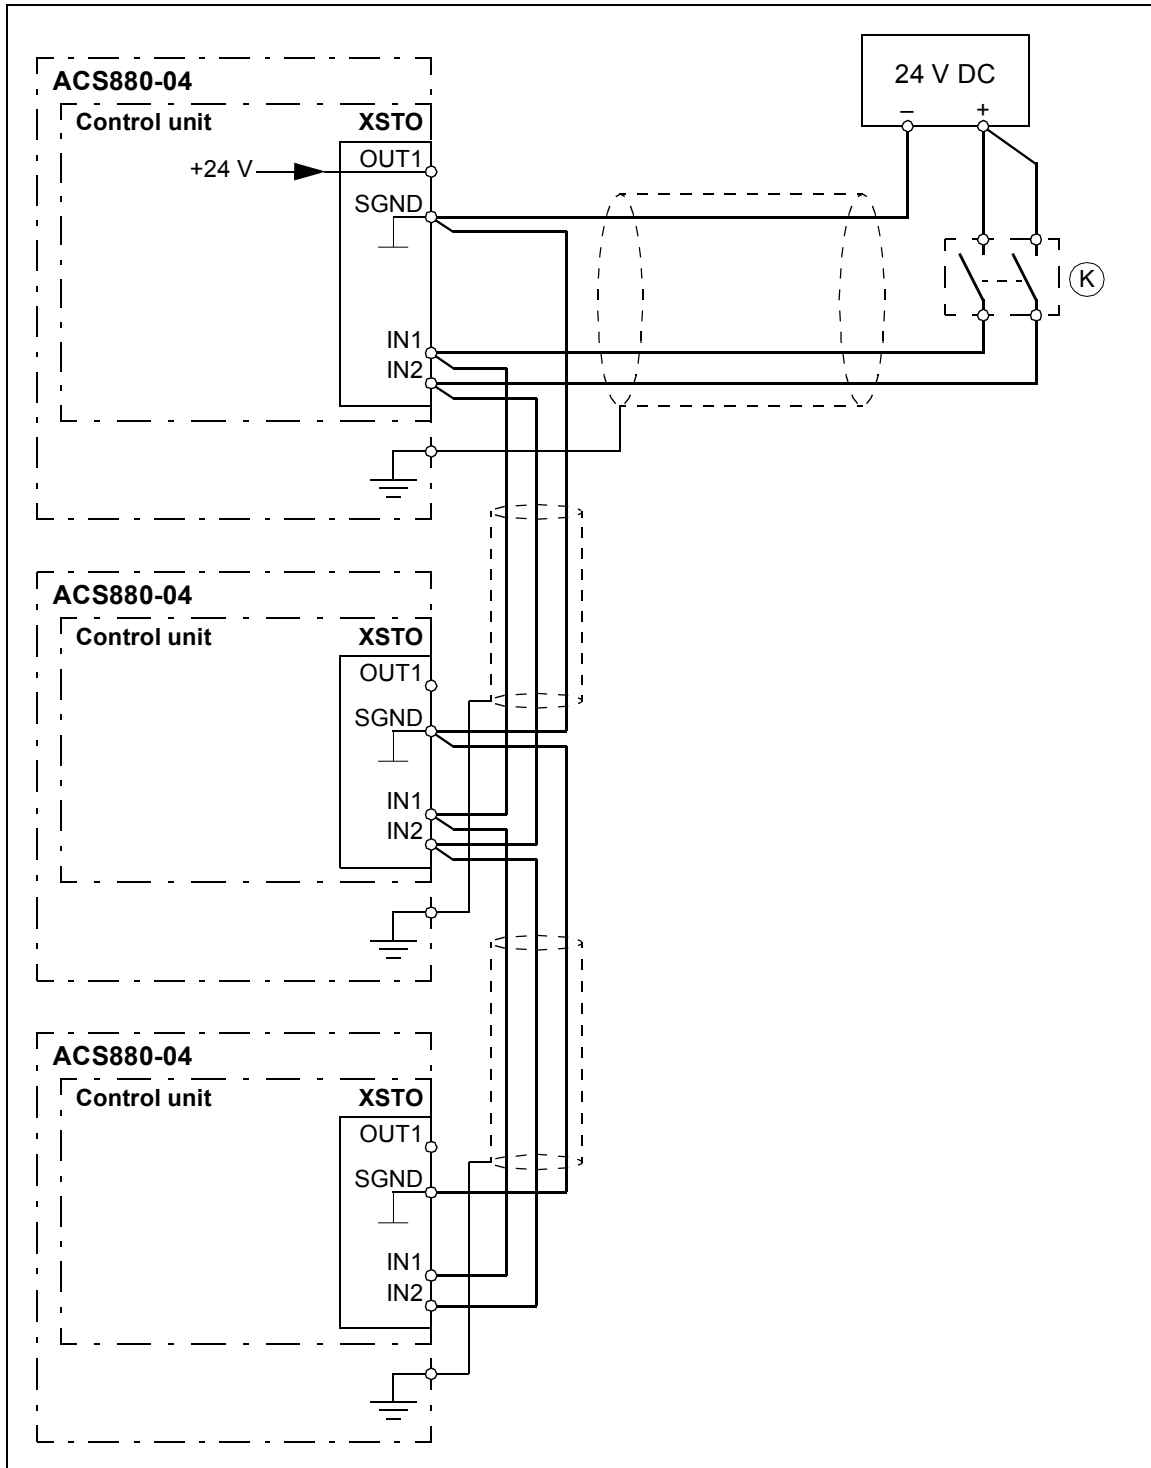 24 V DC
– +
ACS880-04
Control unit XSTO
OUT1
+24 V
SGND
K
IN1
IN2
ACS880-04
Control unit XSTO
OUT1
SGND
IN1
IN2
ACS880-04
Control unit XSTO
OUT1
SGND
IN1
IN2